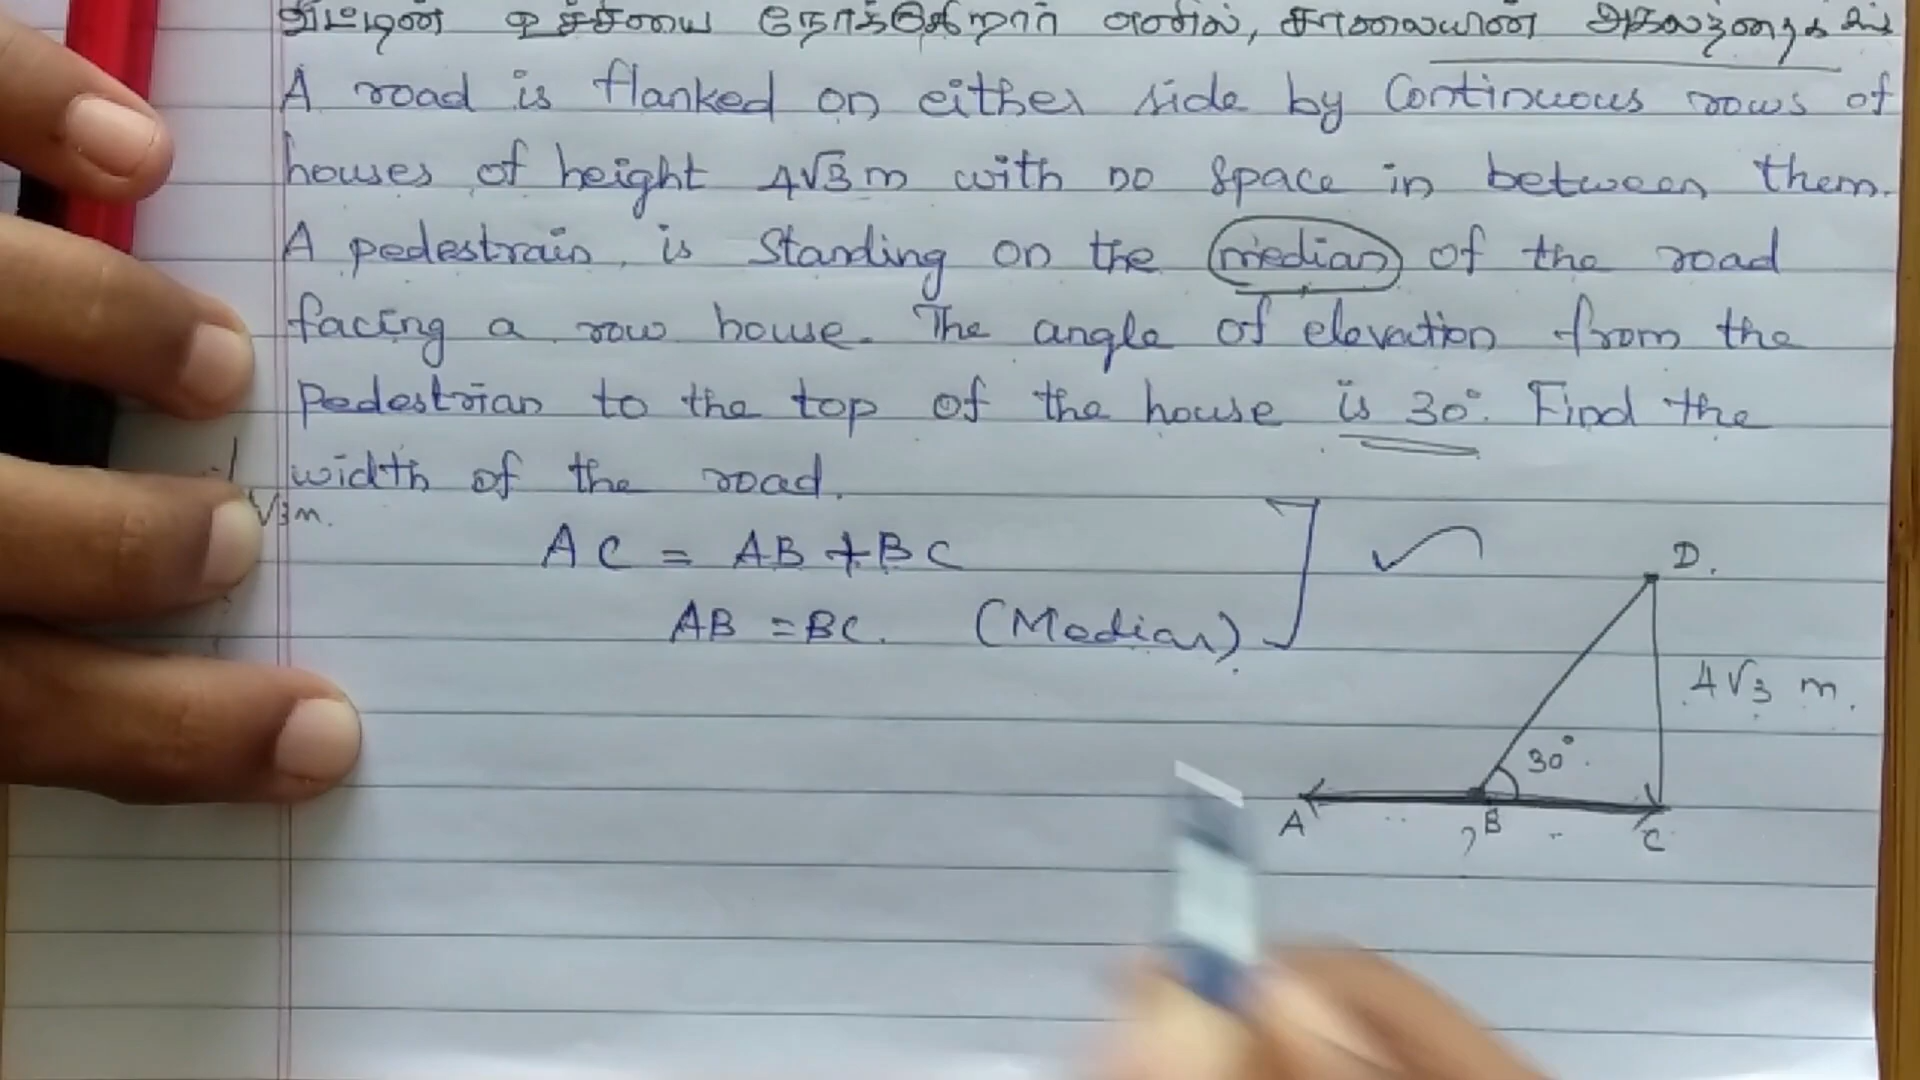 வீட்டின் உச்சியை நோக்குகிறார் எனில், சாலையின்
A road is flanked on either side by Continuous rows of
houses of height 4√3 m with no space in between them.
A pedestrain is Standing on the median of the road
facing a row house. The angle of elevation from the
Pedestrian to the top of the house is 30°. Find the
width of the road.
√3 m.
AC = AB + BC
AB = BC. (Median)
D.
4√3 m.
30°.
A B C